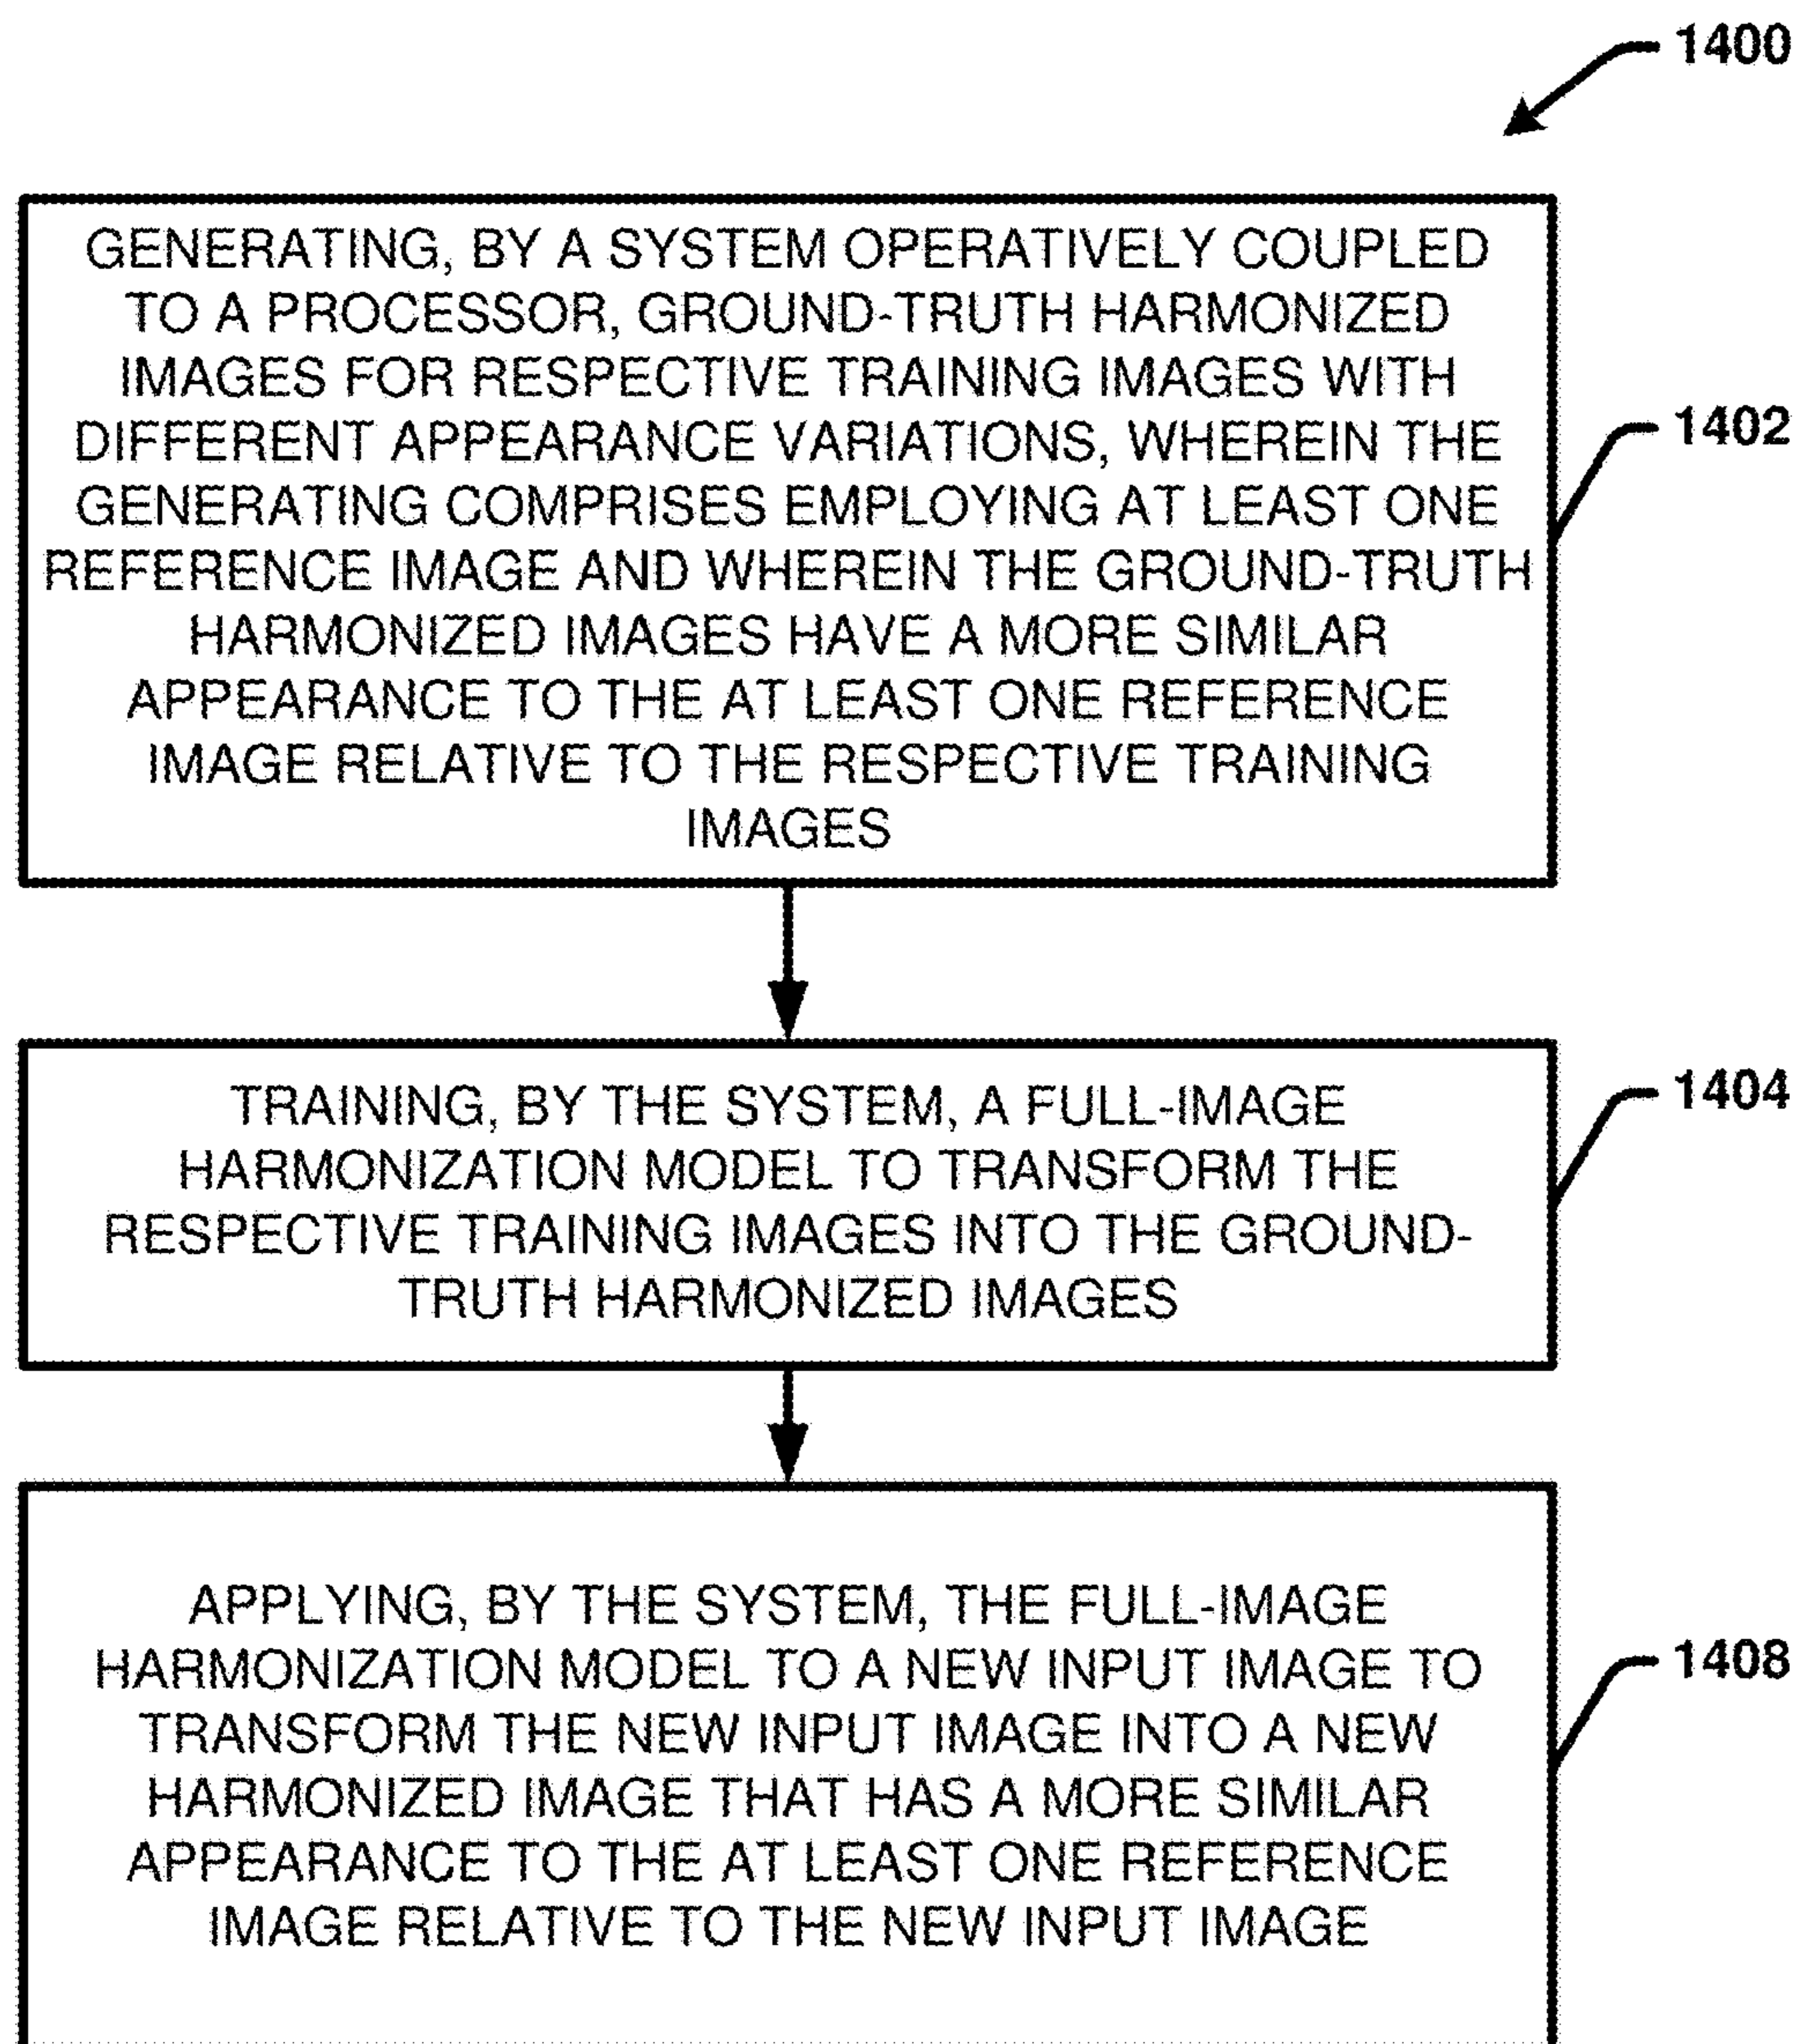 1400
GENERATING, BY A SYSTEM OPERATIVELY COUPLED
TO A PROCESSOR, GROUND-TRUTH HARMONIZED
IMAGES FOR RESPECTIVE TRAINING IMAGES WITH
DIFFERENT APPEARANCE VARIATIONS, WHEREIN THE
GENERATING COMPRISES EMPLOYING AT LEAST ONE
REFERENCE IMAGE AND WHEREIN THE GROUND-TRUTH
HARMONIZED IMAGES HAVE A MORE SIMILAR
APPEARANCE TO THE AT LEAST ONE REFERENCE
IMAGE RELATIVE TO THE RESPECTIVE TRAINING
IMAGES
1402
TRAINING, BY THE SYSTEM, A FULL-IMAGE
HARMONIZATION MODEL TO TRANSFORM THE
RESPECTIVE TRAINING IMAGES INTO THE GROUND-
TRUTH HARMONIZED IMAGES
1404
APPLYING, BY THE SYSTEM, THE FULL-IMAGE
HARMONIZATION MODEL TO A NEW INPUT IMAGE TO
TRANSFORM THE NEW INPUT IMAGE INTO A NEW
HARMONIZED IMAGE THAT HAS A MORE SIMILAR
APPEARANCE TO THE AT LEAST ONE REFERENCE
IMAGE RELATIVE TO THE NEW INPUT IMAGE
1408